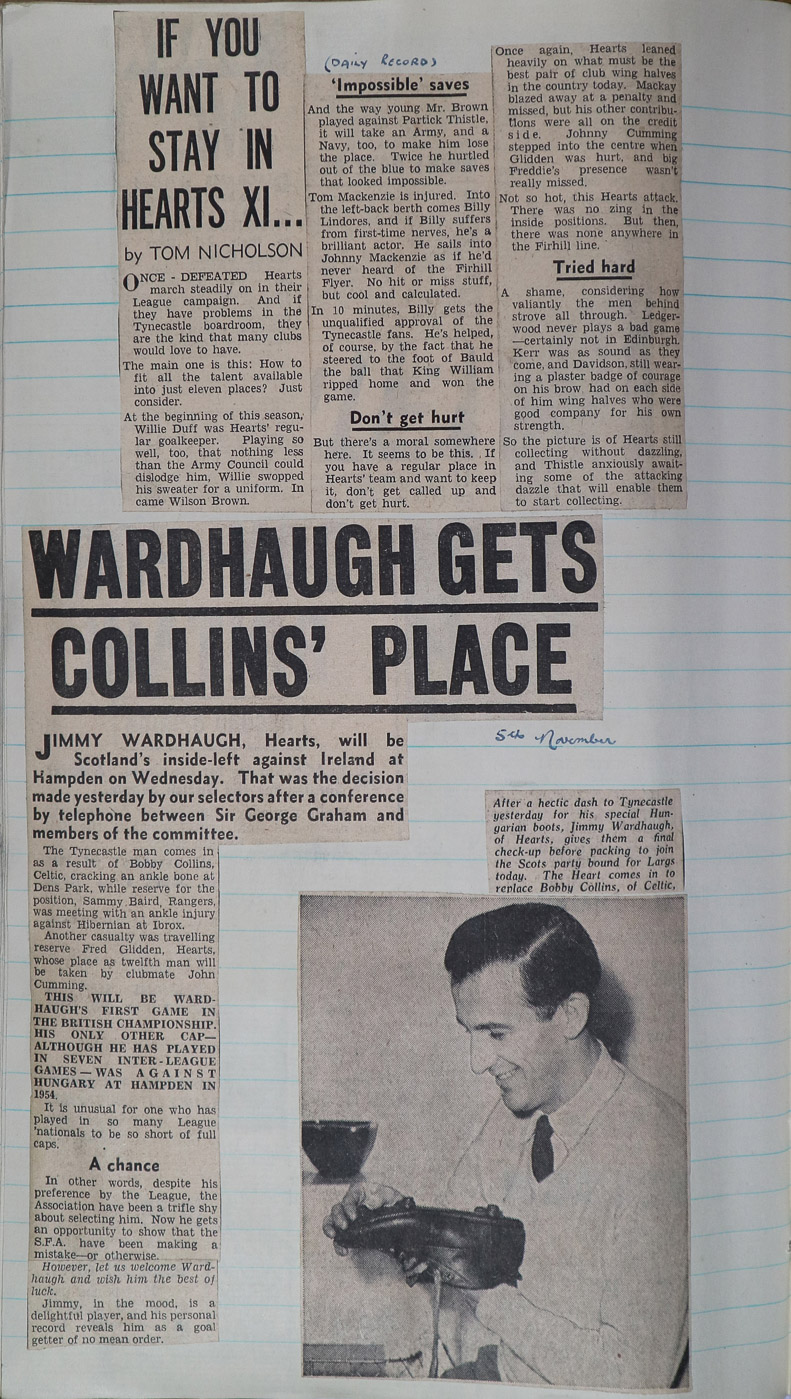 IF YOU
WANT TO
STAY IN
HEARTS XI...
by TOM NICHOLSON
ONCE - DEFEATED Hearts
march steadily on in their
League campaign. And if
they have problems in the
Tynecastle boardroom, they
are the kind that many clubs
would love to have.
The main one is this: How to
fit all the talent available
into just eleven places? Just
consider.
At the beginning of this season,
Willie Duff was Hearts' regu-
lar goalkeeper. Playing so
well, too, that nothing less
than the Army Council could
dislodge him, Willie swopped
his sweater for a uniform. In
came Wilson Brown.
(DAILY RECORD)
'Impossible' saves
And the way young Mr. Brown
played against Partick Thistle,
it will take an Army, and a
Navy, too, to make him lose
the place. Twice he hurtled
out of the blue to make saves
that looked impossible.
Tom Mackenzie is injured. Into
the left-back berth comes Billy
Lindores, and if Billy suffers
from first-time nerves, he's a
brilliant actor. He sails into
Johnny Mackenzie as if he'd
never heard of the Firhill
Flyer. No hit or miss stuff,
but cool and calculated.
In 10 minutes, Billy gets the
unqualified approval of the
Tynecastle fans. He's helped,
of course, by the fact that he
steered to the foot of Bauld
the ball that King William
ripped home and won the
game.
Don't get hurt
But there's a moral somewhere
here. It seems to be this. If
you have a regular place in
Hearts' team and want to keep
it, don't get called up and
don't get hurt.
Once again, Hearts leaned
heavily on what must be the
best pair of club wing halves
in the country today. Mackay
blazed away at a penalty and
missed, but his other contribu-
tions were all on the credit
side. Johnny Cumming
stepped into the centre when
Glidden was hurt, and big
Freddie's presence wasn't
really missed.
Not so hot, this Hearts attack.
There was no zing in the
inside positions. But then,
there was none anywhere in
the Firhill line.
Tried hard
A shame, considering how
valiantly the men behind
strove all through. Ledger-
wood never plays a bad game
—certainly not in Edinburgh.
Kerr was as sound as they
come, and Davidson, still wear-
ing a plaster badge of courage
on his brow had on each side
of him wing halves who were
good company for his own
strength.
So the picture is of Hearts still
collecting without dazzling,
and Thistle anxiously await-
ing some of the attacking
dazzle that will enable them
to start collecting.
WARDHAUGH GETS
COLLINS' PLACE
5th November
JIMMY WARDHAUGH, Hearts, will be
Scotland's inside-left against Ireland at
Hampden on Wednesday. That was the decision
made yesterday by our selectors after a conference
by telephone between Sir George Graham and
members of the committee.
The Tynecastle man comes in
as a result of Bobby Collins,
Celtic, cracking an ankle bone at
Dens Park, while reserve for the
position, Sammy Baird, Rangers,
was meeting with an ankle injury
against Hibernian at Ibrox.
Another casualty was travelling
reserve Fred Glidden, Hearts,
whose place as twelfth man will
be taken by clubmate John
Cumming.
THIS WILL BE WARD-
HAUGH'S FIRST GAME IN
THE BRITISH CHAMPIONSHIP.
HIS ONLY OTHER CAP—
ALTHOUGH HE HAS PLAYED
IN SEVEN INTER-LEAGUE
GAMES — WAS AGAINST
HUNGARY AT HAMPDEN IN
1954.
It is unusual for one who has
played in so many League
'nationals to be so short of full
caps.
A chance
In other words, despite his
preference by the League, the
Association have been a trifle shy
about selecting him. Now he gets
an opportunity to show that the
S.F.A. have been making a
mistake—or otherwise.
However, let us welcome Ward-
haugh and wish him the best of
luck.
Jimmy, in the mood, is a
delightful player, and his personal
record reveals him as a goal
getter of no mean order.
After a hectic dash to Tynecastle
yesterday for his special Hun-
garian boots, Jimmy Wardhaugh,
of Hearts, gives them a final
check-up before packing to join
the Scots party bound for Largs
today. The Heart comes in to
replace Bobby Collins, of Celtic,